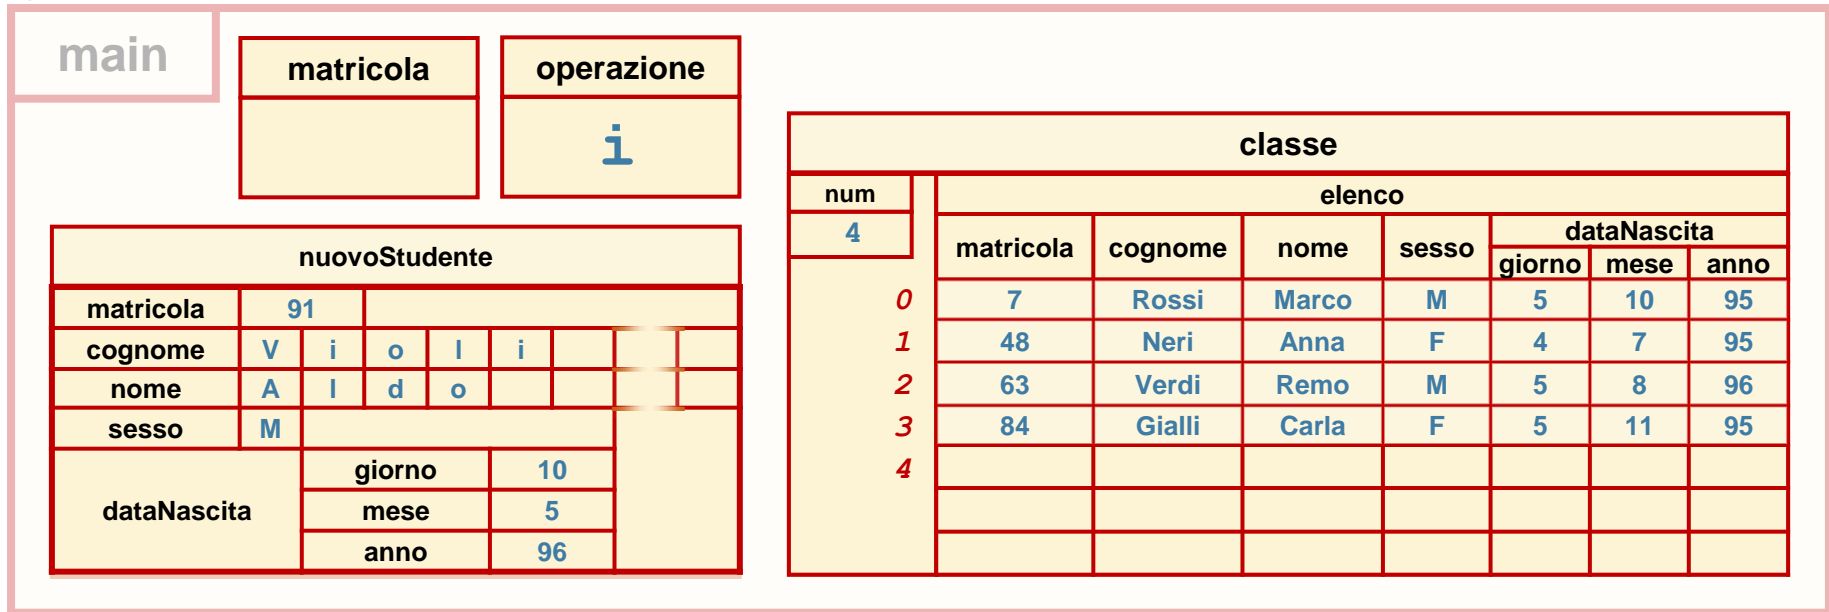 main
matricola operazione
i
nuovoStudente
matricola 91
cognome V i o l i
nome A l d o
sesso M
dataNascita
giorno 10
mese 5
anno 96
classe
num elenco
4
matricola cognome nome sesso dataNascita
giorno mese anno
0 7 Rossi Marco M 5 10 95
1 48 Neri Anna F 4 7 95
2 63 Verdi Remo M 5 8 96
3 84 Gialli Carla F 5 11 95
4